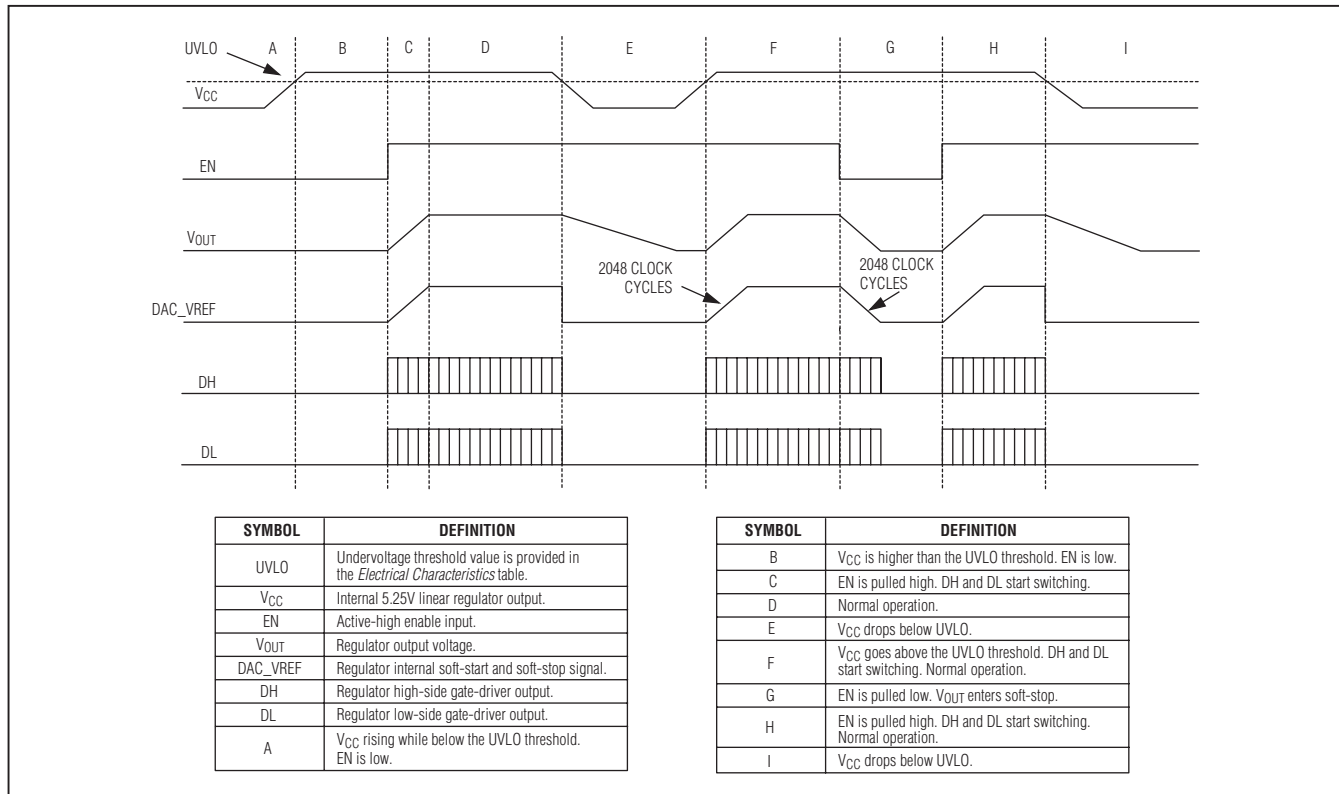 UVLO A B C D E F G H I
VCC
EN
VOUT
2048 CLOCK
CYCLES
2048 CLOCK
CYCLES
DAC_VREF
DH
DL
SYMBOL DEFINITION
UVLO Undervoltage threshold value is provided in
the Electrical Characteristics table.
VCC Internal 5.25V linear regulator output.
EN Active-high enable input.
VOUT Regulator output voltage.
DAC_VREF Regulator internal soft-start and soft-stop signal.
DH Regulator high-side gate-driver output.
DL Regulator low-side gate-driver output.
A VCC rising while below the UVLO threshold.
EN is low.
SYMBOL DEFINITION
B VCC is higher than the UVLO threshold. EN is low.
C EN is pulled high. DH and DL start switching.
D Normal operation.
E VCC drops below UVLO.
F VCC goes above the UVLO threshold. DH and DL
start switching. Normal operation.
G EN is pulled low. VOUT enters soft-stop.
H EN is pulled high. DH and DL start switching.
Normal operation.
I VCC drops below UVLO.